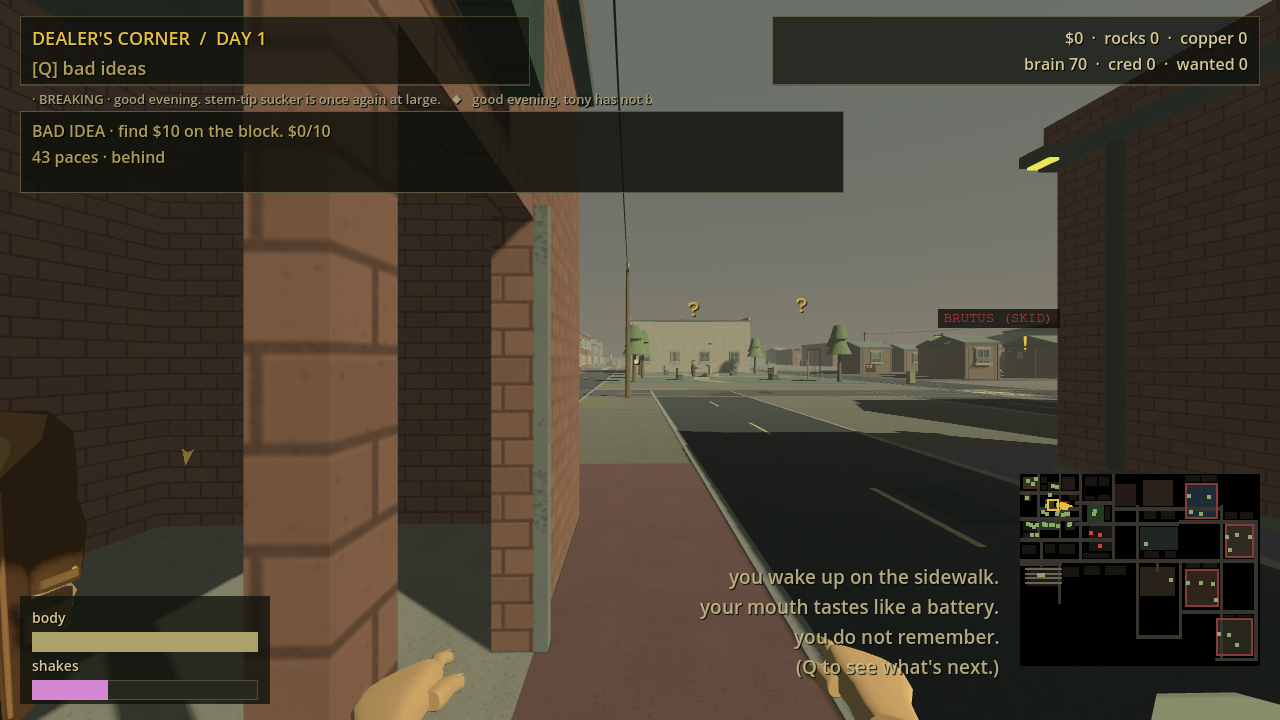 DEALER'S CORNER / DAY 1
[Q] bad ideas
$0 · rocks 0 · copper 0
brain 70 · cred 0 · wanted 0
· BREAKING · good evening. stem-tip sucker is once again at large. ◆ good evening. tony has not b
BAD IDEA · find $10 on the block. $0/10
43 paces · behind
?
?
BRUTUS (SKID)
!
you wake up on the sidewalk.
your mouth tastes like a battery.
you do not remember.
(Q to see what's next.)
body
shakes